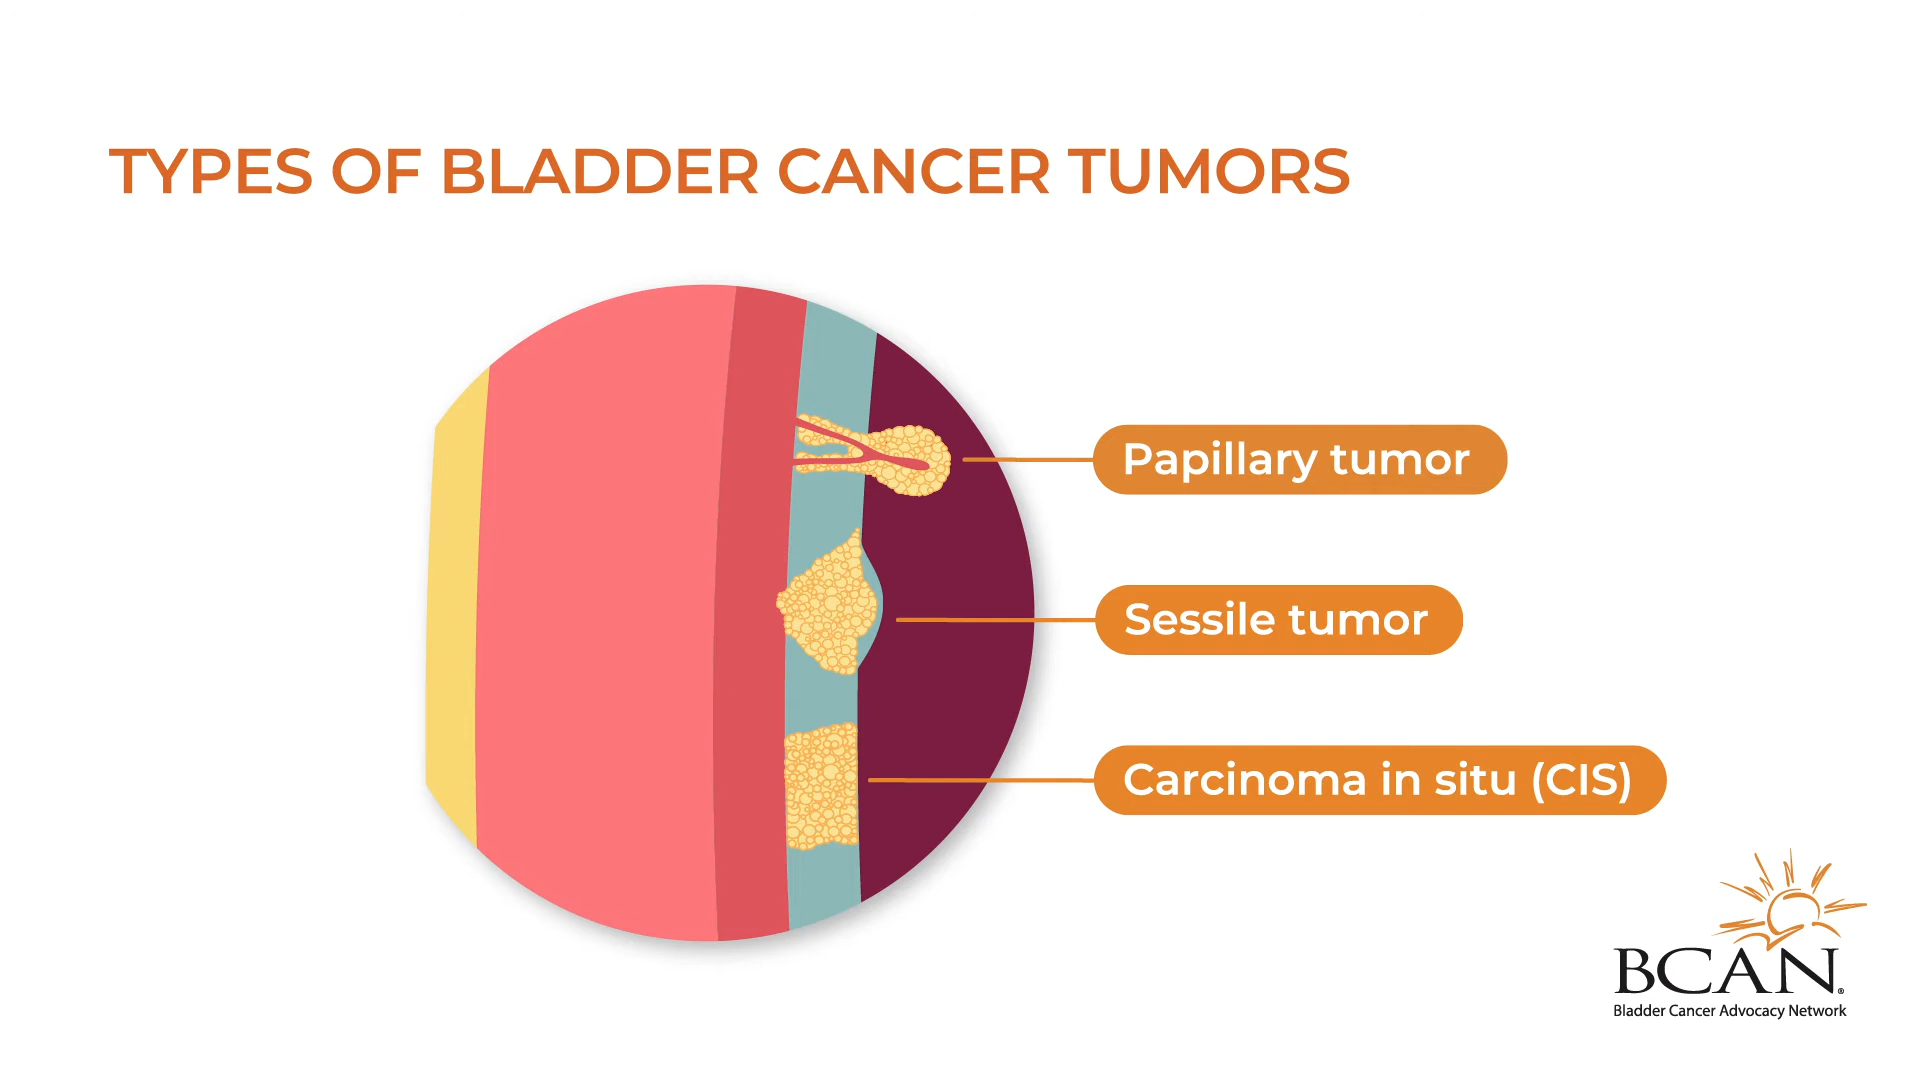 TYPES OF BLADDER CANCER TUMORS
Papillary tumor
Sessile tumor
Carcinoma in situ (CIS)
BCAN®
Bladder Cancer Advocacy Network